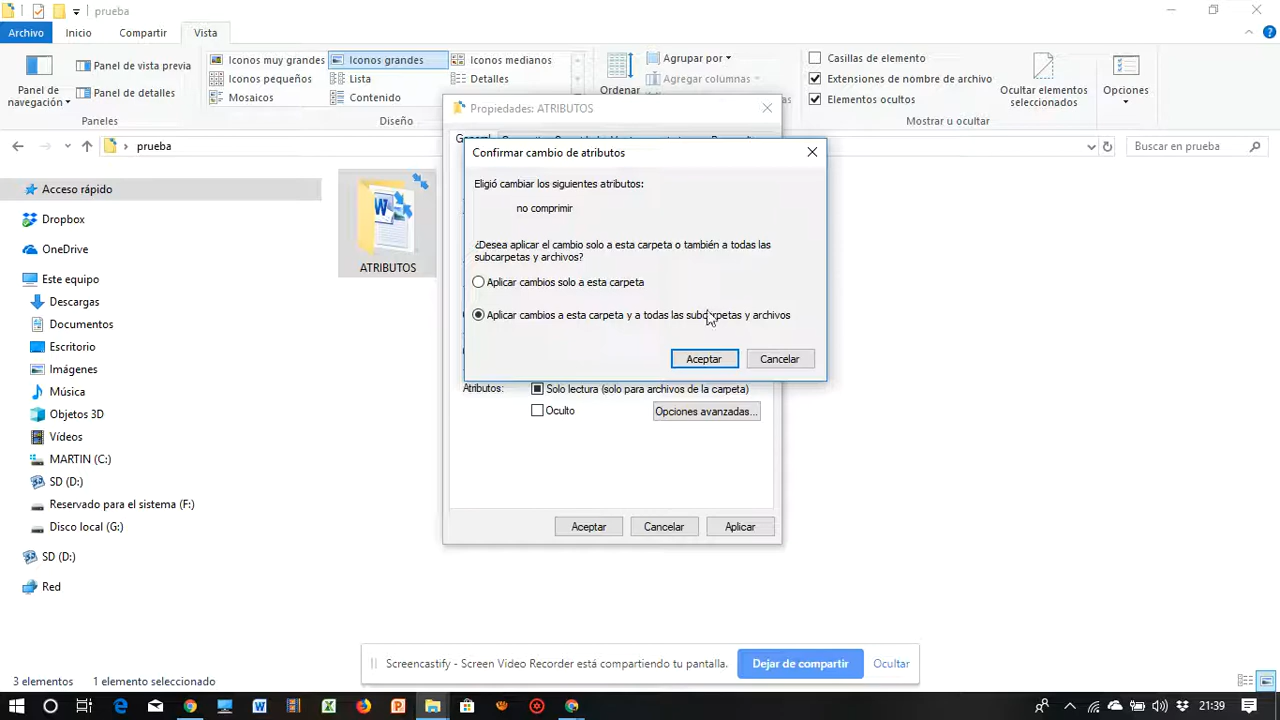 prueba
Archivo Inicio Compartir Vista
Panel de navegación
Panel de vista previa
Panel de detalles
Paneles
Iconos muy grandes Iconos grandes Iconos medianos
Iconos pequeños Lista Detalles
Mosaicos Contenido
Diseño
Ordenar
Agrupar por
Agregar columnas
Casillas de elemento
Extensiones de nombre de archivo
Elementos ocultos
Ocultar elementos
seleccionados
Opciones
Mostrar u ocultar
prueba
Buscar en prueba
Acceso rápido
Dropbox
OneDrive
Este equipo
Descargas
Documentos
Escritorio
Imágenes
Música
Objetos 3D
Vídeos
MARTIN (C:)
SD (D:)
Reservado para el sistema (F:)
Disco local (G:)
SD (D:)
Red
ATRIBUTOS
Propiedades: ATRIBUTOS
Confirmar cambio de atributos
Eligió cambiar los siguientes atributos:
no comprimir
¿Desea aplicar el cambio solo a esta carpeta o también a todas las
subcarpetas y archivos?
Aplicar cambios solo a esta carpeta
Aplicar cambios a esta carpeta y a todas las subcarpetas y archivos
Aceptar Cancelar
Atributos: Solo lectura (solo para archivos de la carpeta)
Oculto Opciones avanzadas...
Aceptar Cancelar Aplicar
Screencastify - Screen Video Recorder está compartiendo tu pantalla. Dejar de compartir Ocultar
3 elementos 1 elemento seleccionado
21:39